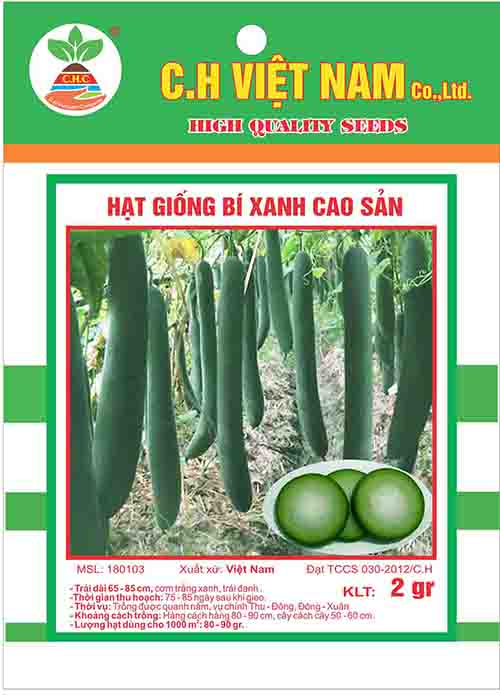 C.H.C
C.H VIỆT NAM Co.,Ltd.
HIGH QUALITY SEEDS
HẠT GIỐNG BÍ XANH CAO SẢN
MSL: 180103 Xuất xứ: Việt Nam Đạt TCCS 030-2012/C.H
- Trái dài 65 - 85 cm, cơm trắng xanh, trái đanh.
-Thời gian thu hoạch: 75 - 85 ngày sau khi gieo.
- Thời vụ: Trồng được quanh năm, vụ chính Thu - Đông, Đông - Xuân
- Khoảng cách trồng: Hàng cách hàng 80 - 90 cm, cây cách cây 50 - 60 cm.
- Lượng hạt dùng cho 1000 m²: 80 - 90 gr.
KLT: 2 gr